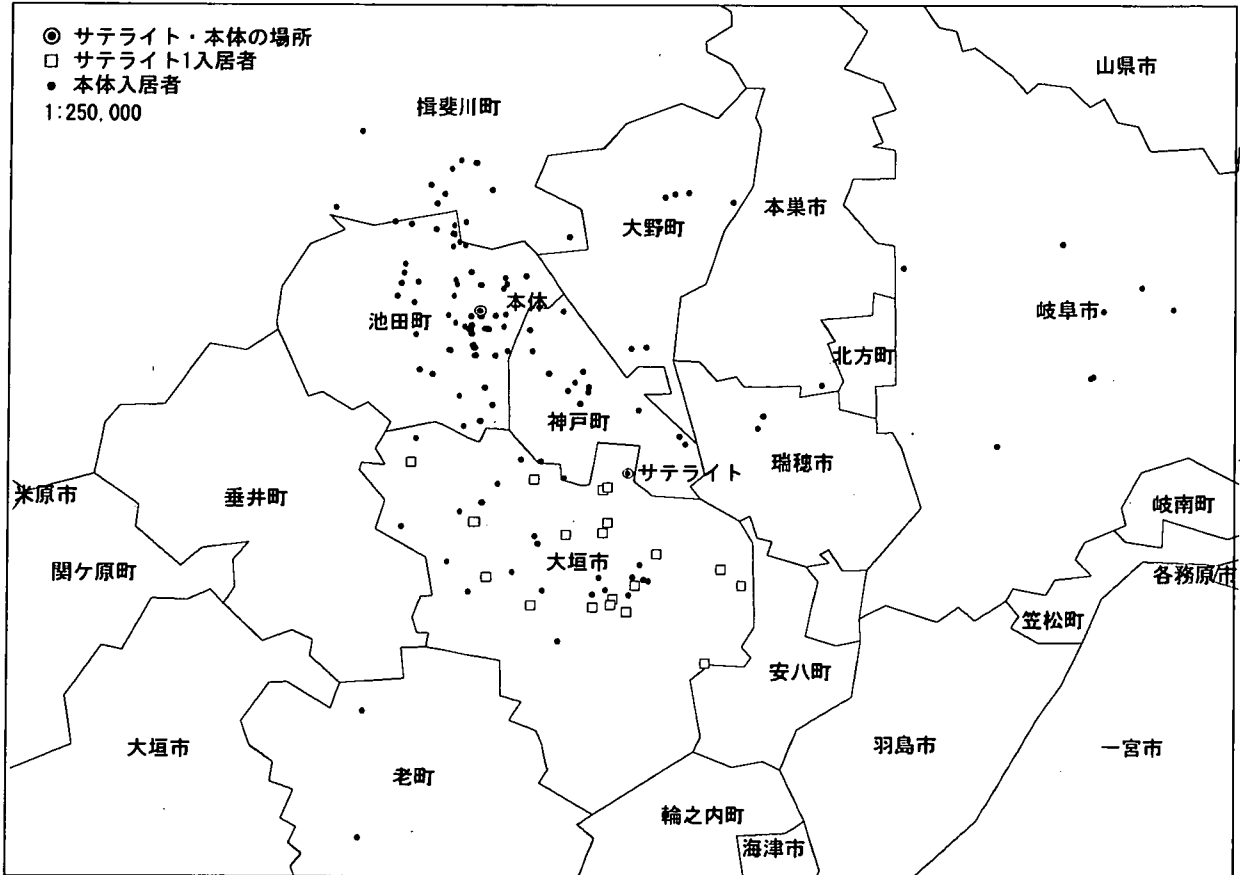 ◎ サテライト・本体の場所
□ サテライト1入居者
● 本体入居者
1:250,000
山県市
揖斐川町
本巣市
大野町
本体
岐阜市
池田町
北方町
神戸町
サテライト
瑞穂市
米原市
垂井町
岐南町
大垣市
関ケ原町
各務原市
笠松町
安八町
大垣市
羽島市
一宮市
老町
輪之内町
海津市